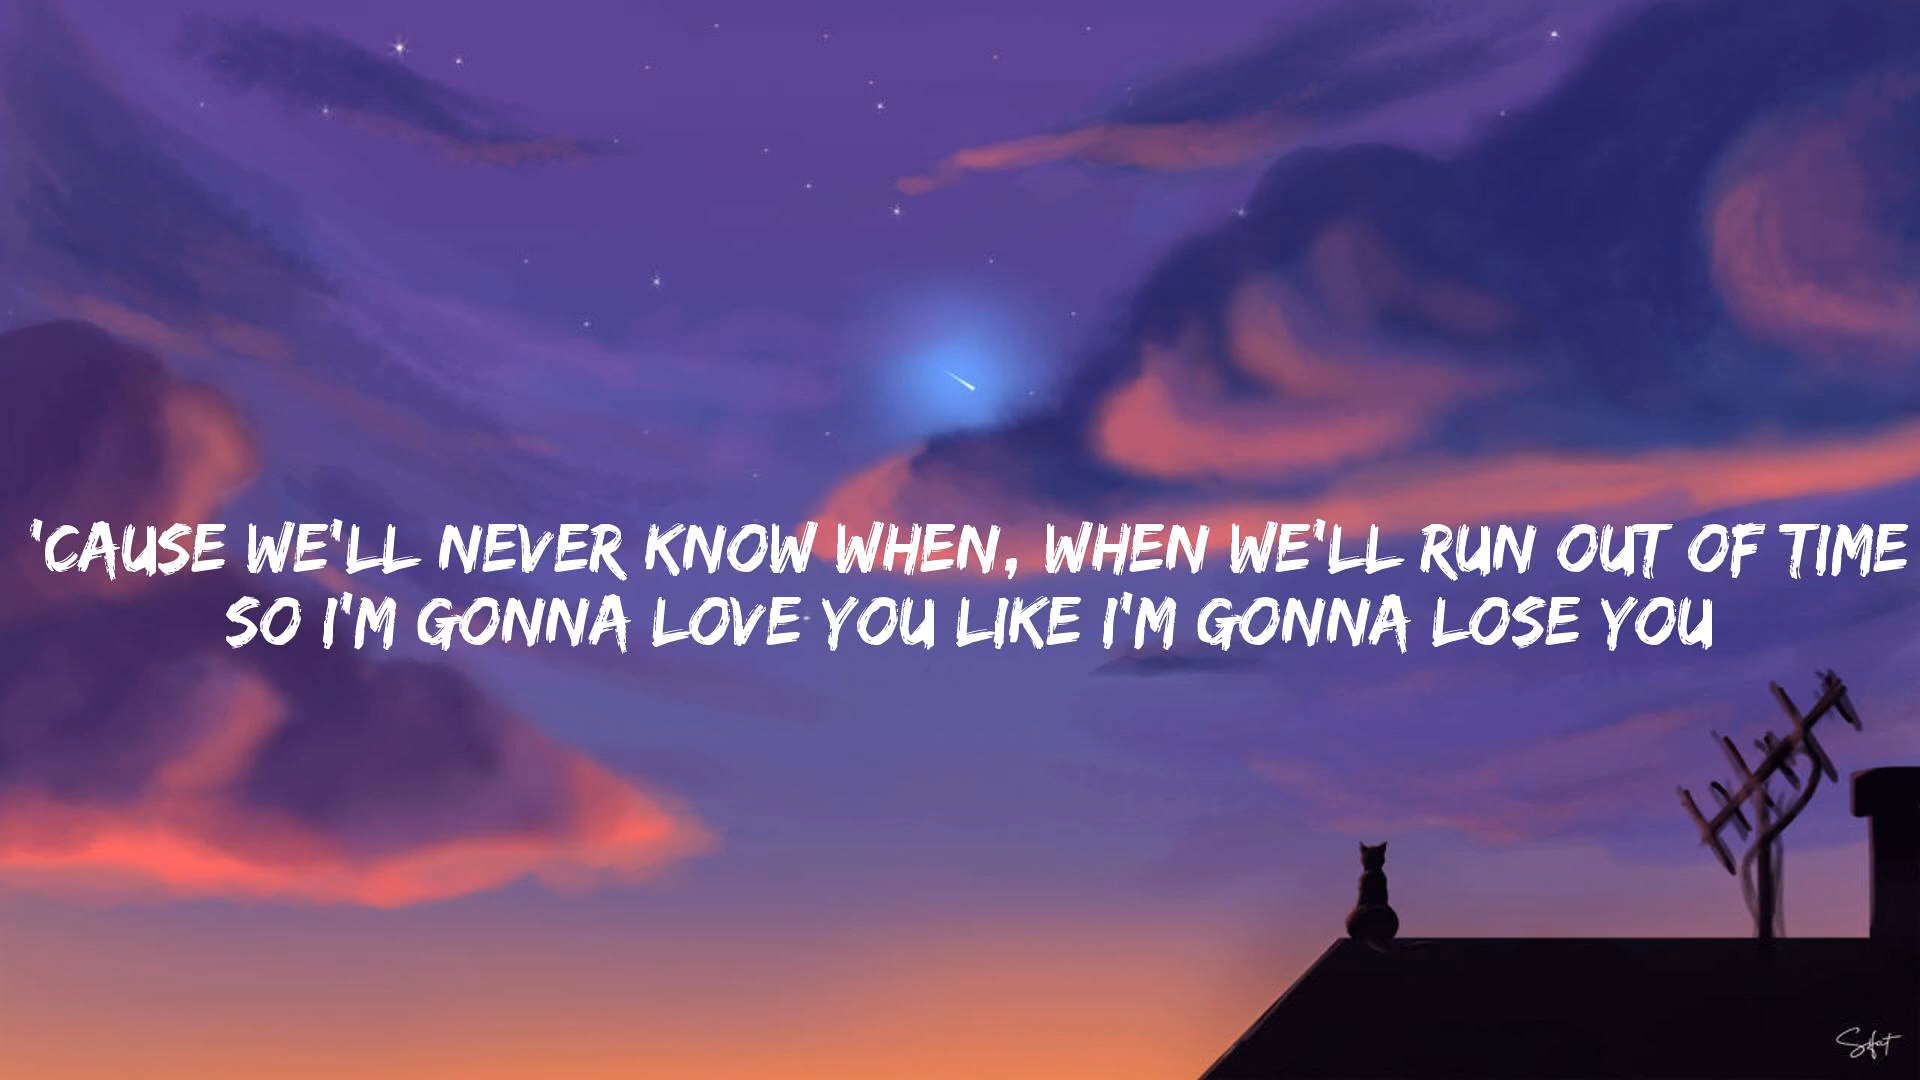 'CAUSE WE'LL NEVER KNOW WHEN, WHEN WE'LL RUN OUT OF TIME
SO I'M GONNA LOVE YOU LIKE I'M GONNA LOSE YOU